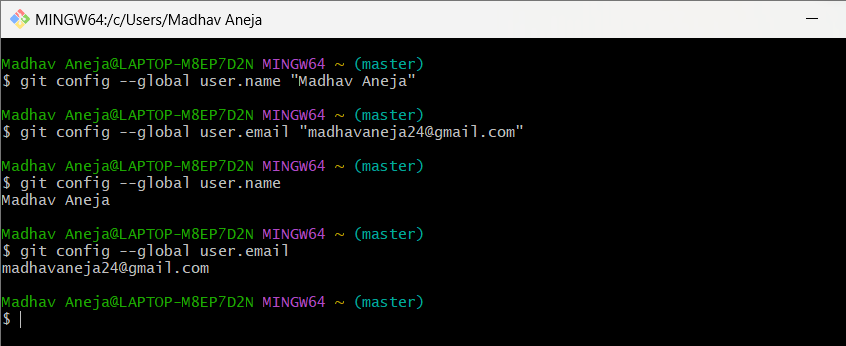 MINGW64:/c/Users/Madhav Aneja
Madhav Aneja@LAPTOP-M8EP7D2N MINGW64 ~ (master)
$ git config --global user.name "Madhav Aneja"
Madhav Aneja@LAPTOP-M8EP7D2N MINGW64 ~ (master)
$ git config --global user.email "madhavaneja24@gmail.com"
Madhav Aneja@LAPTOP-M8EP7D2N MINGW64 ~ (master)
$ git config --global user.name
Madhav Aneja
Madhav Aneja@LAPTOP-M8EP7D2N MINGW64 ~ (master)
$ git config --global user.email
madhavaneja24@gmail.com
Madhav Aneja@LAPTOP-M8EP7D2N MINGW64 ~ (master)
$